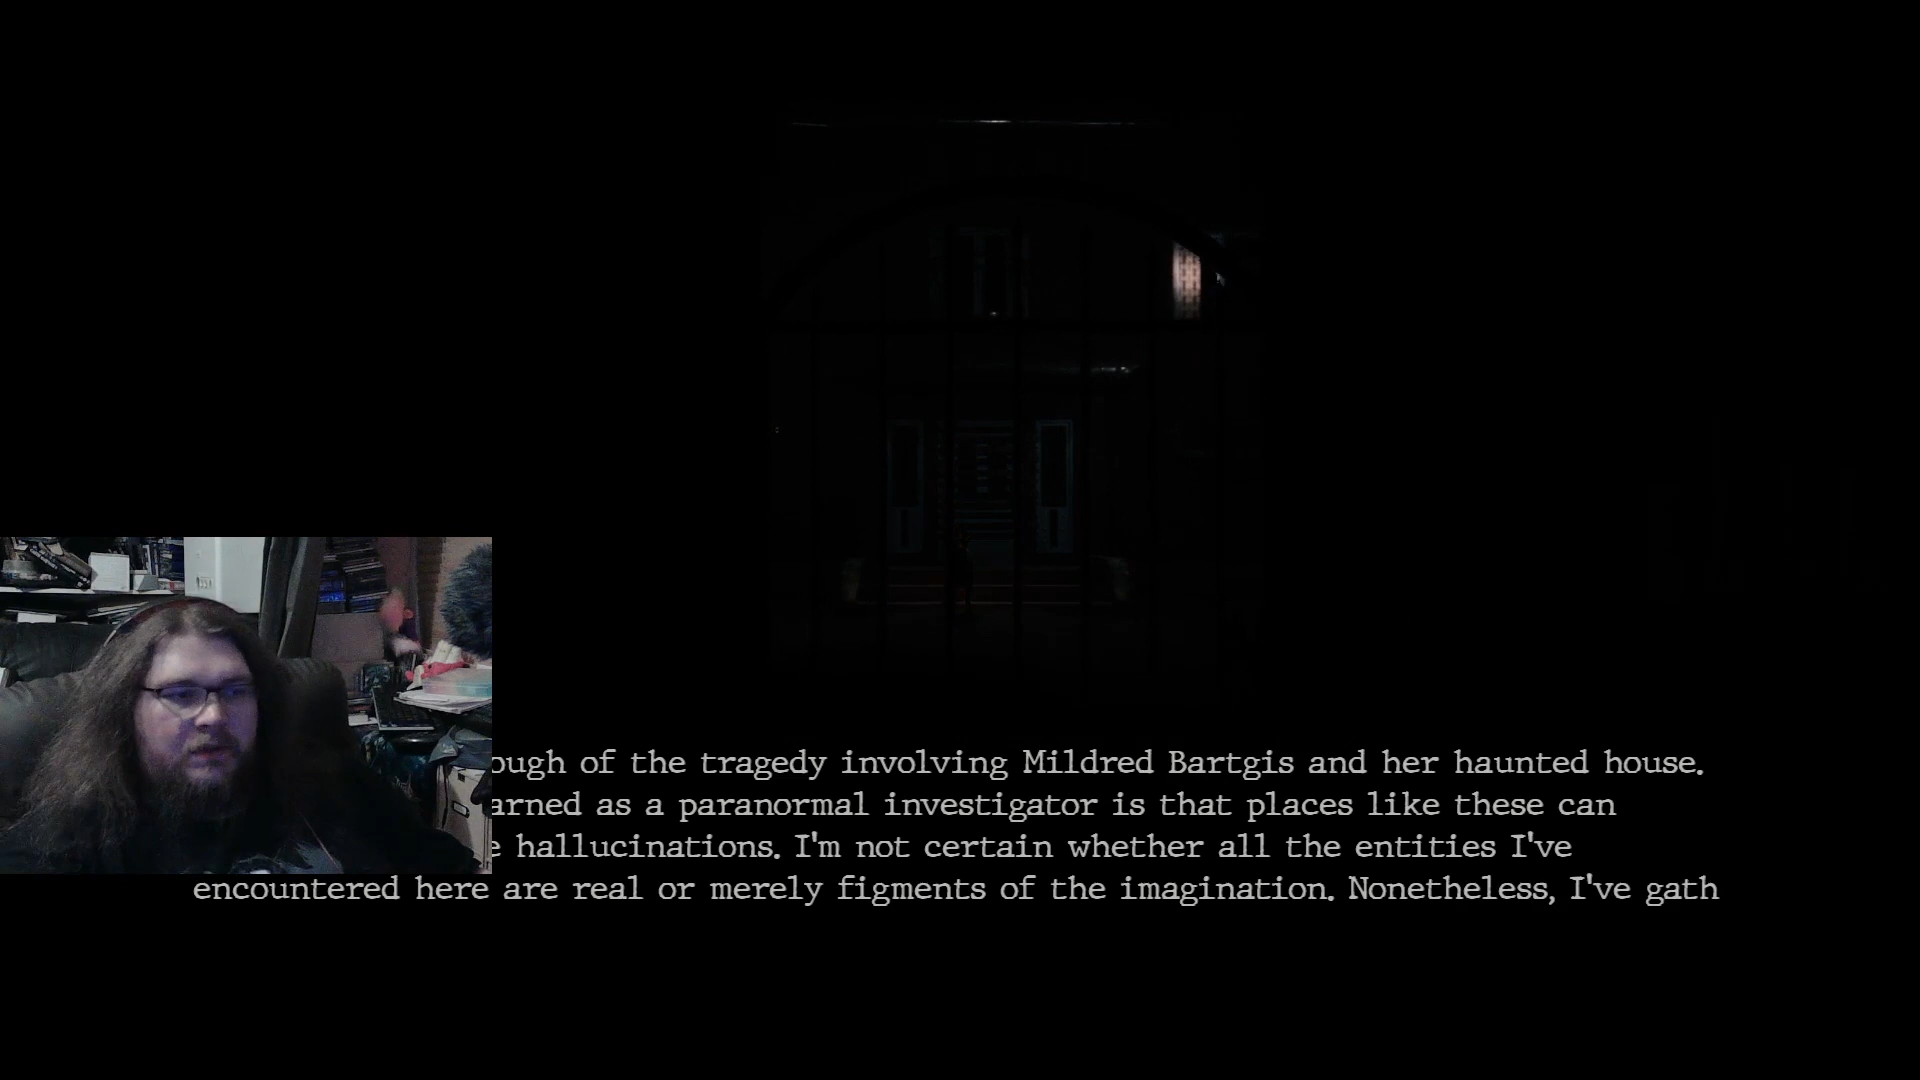 of the tragedy involving Mildred Bartgis and her haunted house.
as a paranormal investigator is that places like these can
hallucinations. I'm not certain whether all the entities I've
encountered here are real or merely figments of the imagination. Nonetheless, I've gath